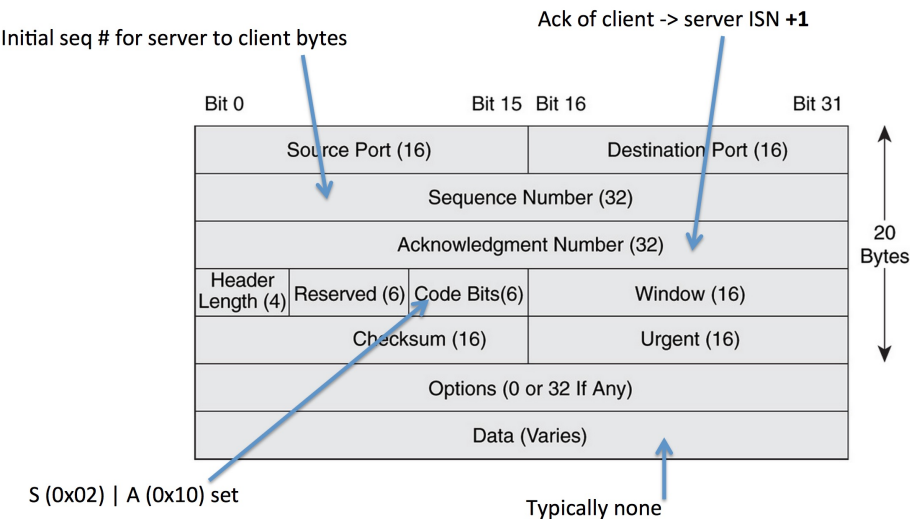 Ack of client -> server ISN +1
Initial seq # for server to client bytes
Bit 0
Bit 15
Bit 16
Bit 31
Source Port (16)
Destination Port (16)
Sequence Number (32)
Acknowledgment Number (32)
20
Bytes
Header
Length (4)
Reserved (6)
Code Bits(6)
Window (16)
Checksum (16)
Urgent (16)
Options (0 or 32 If Any)
Data (Varies)
S (0x02) | A (0x10) set
Typically none